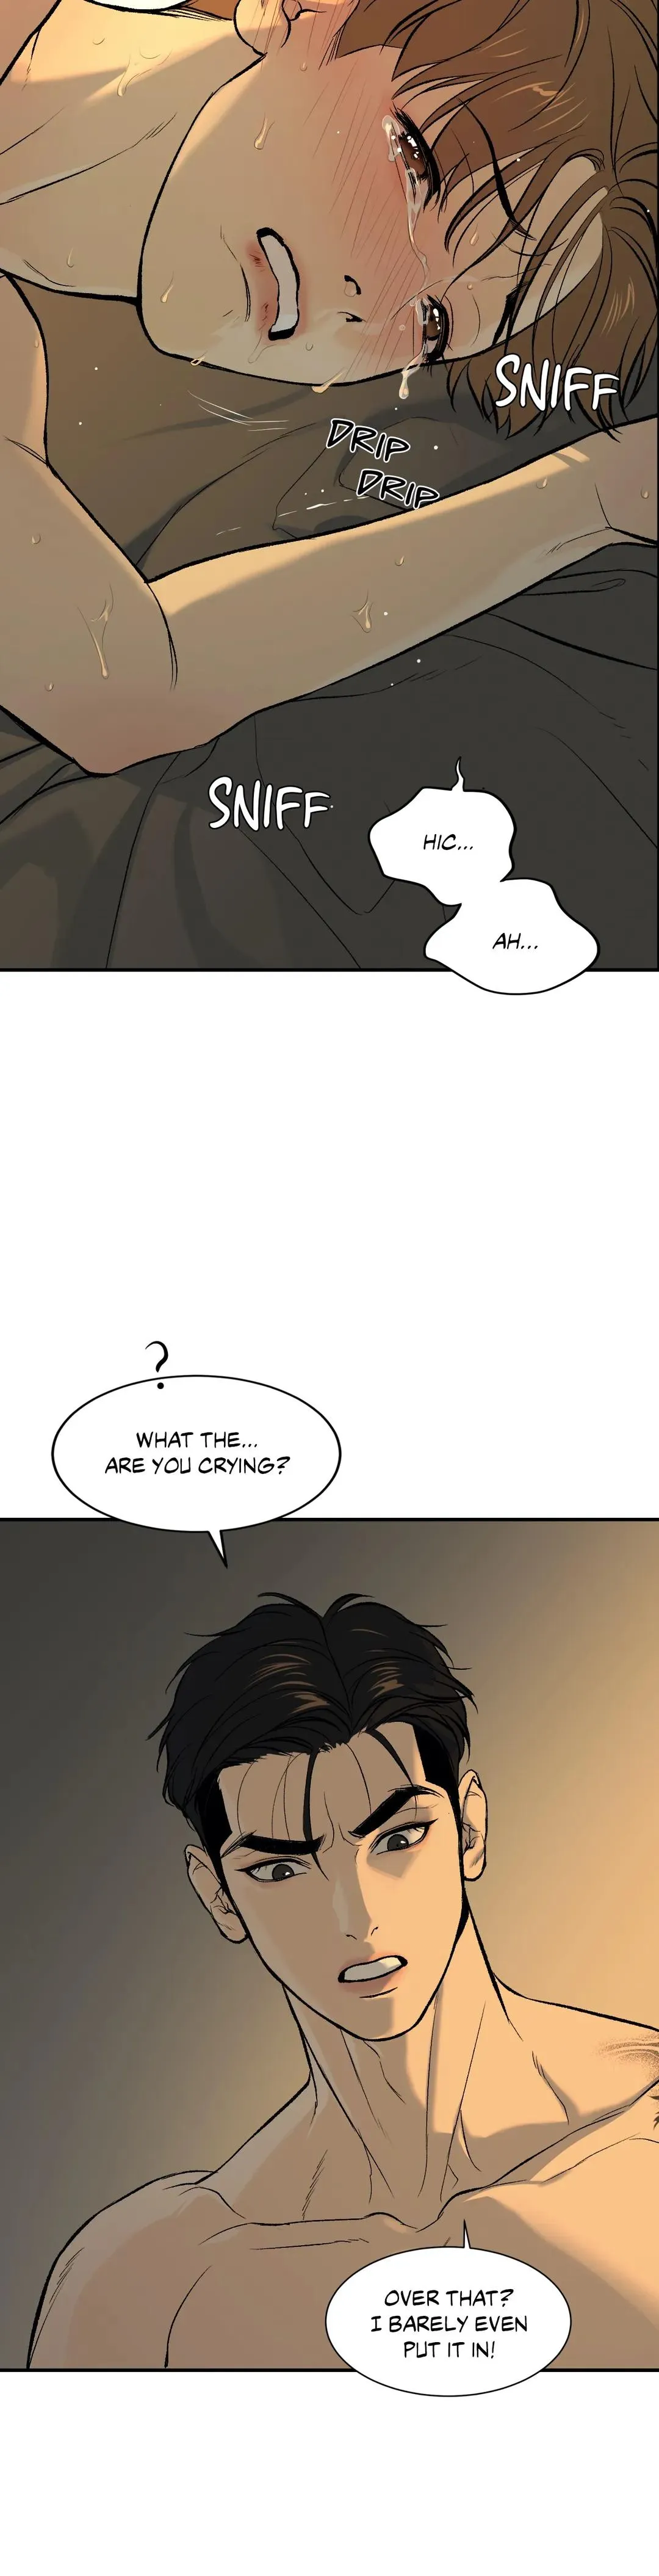 SNIFF
DRIP
DRIP
SNIFF
HIC...
AH...
?
WHAT THE...
ARE YOU CRYING?
OVER THAT?
I BARELY EVEN
PUT IT IN!